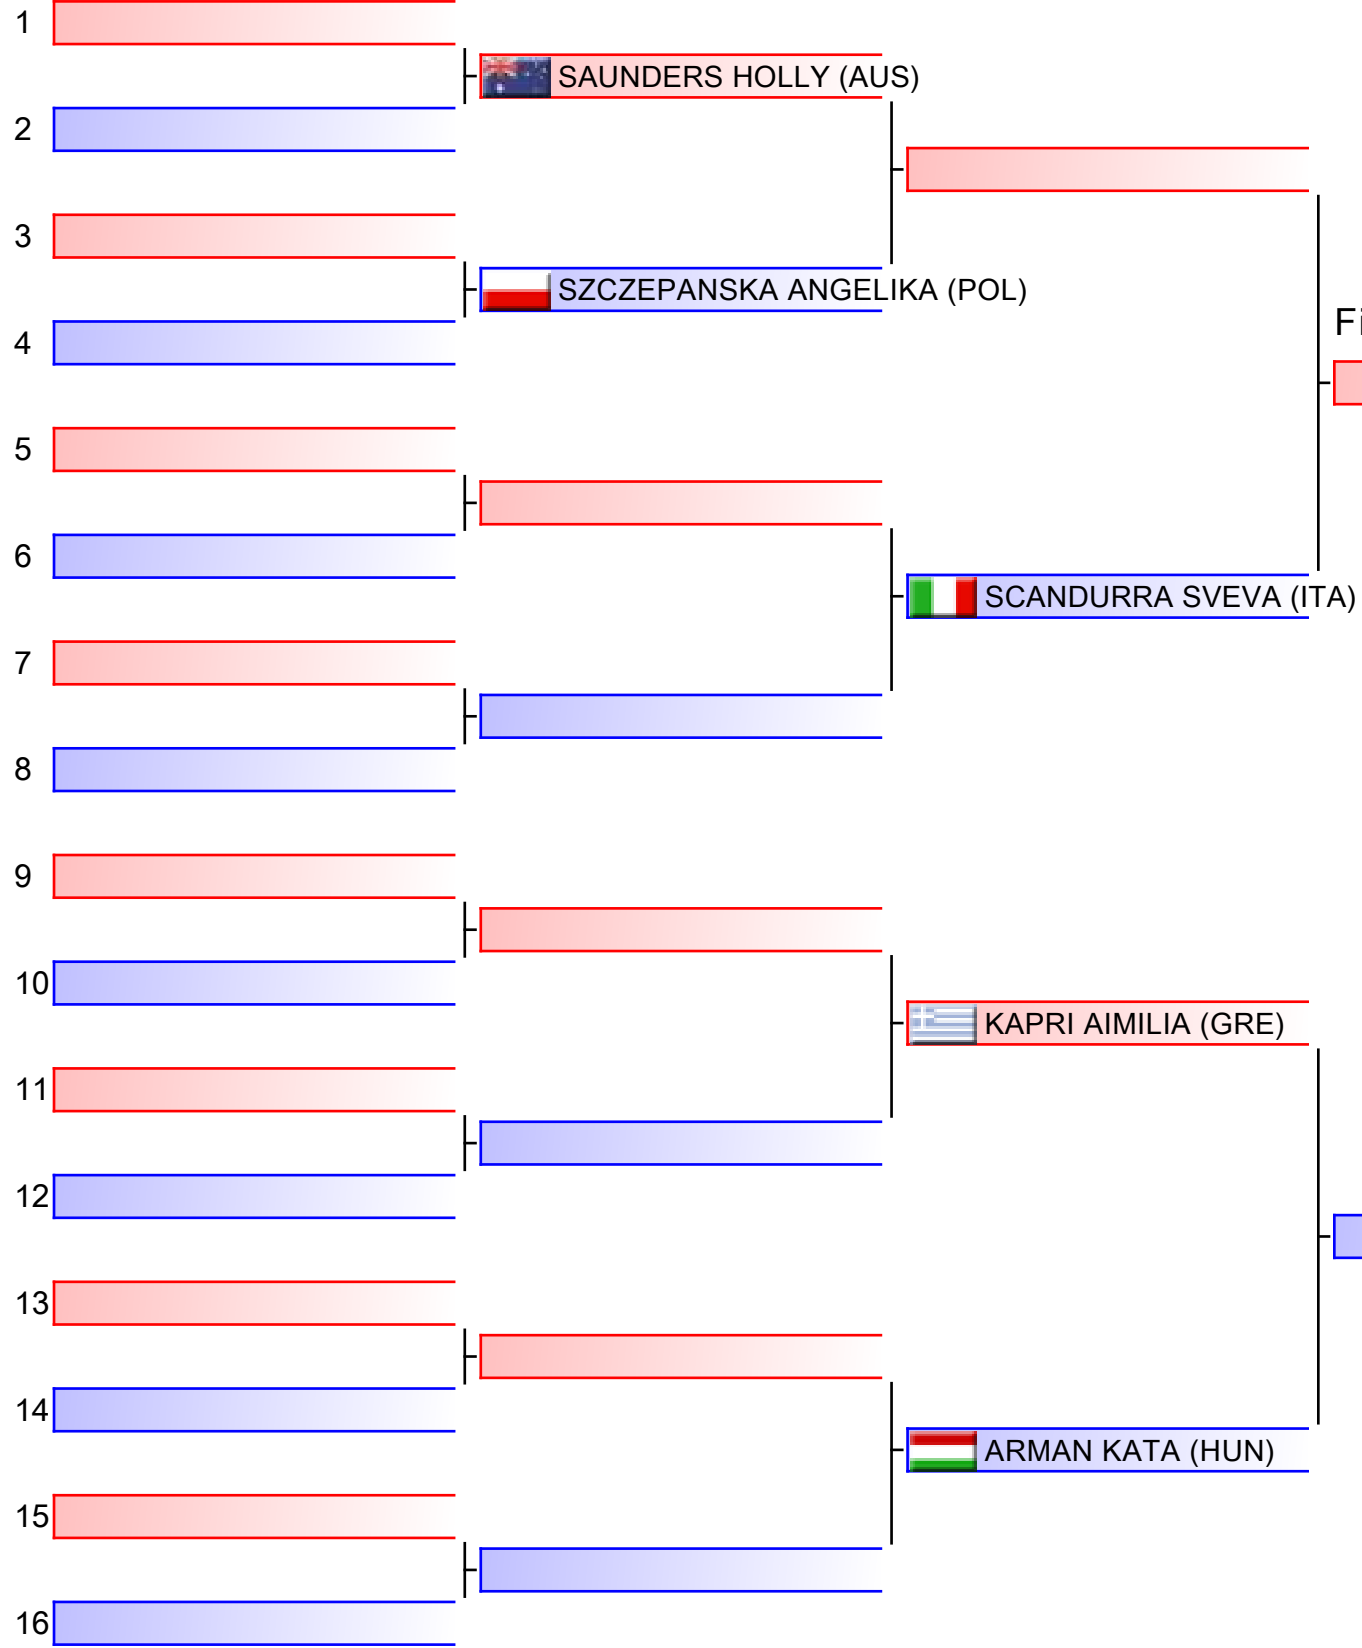 1
SAUNDERS HOLLY (AUS)
2
3
SZCZEPANSKA ANGELIKA (POL)
4
Fi
5
6
SCANDURRA SVEVA (ITA)
7
8
9
10
KAPRI AIMILIA (GRE)
11
12
13
14
ARMAN KATA (HUN)
15
16